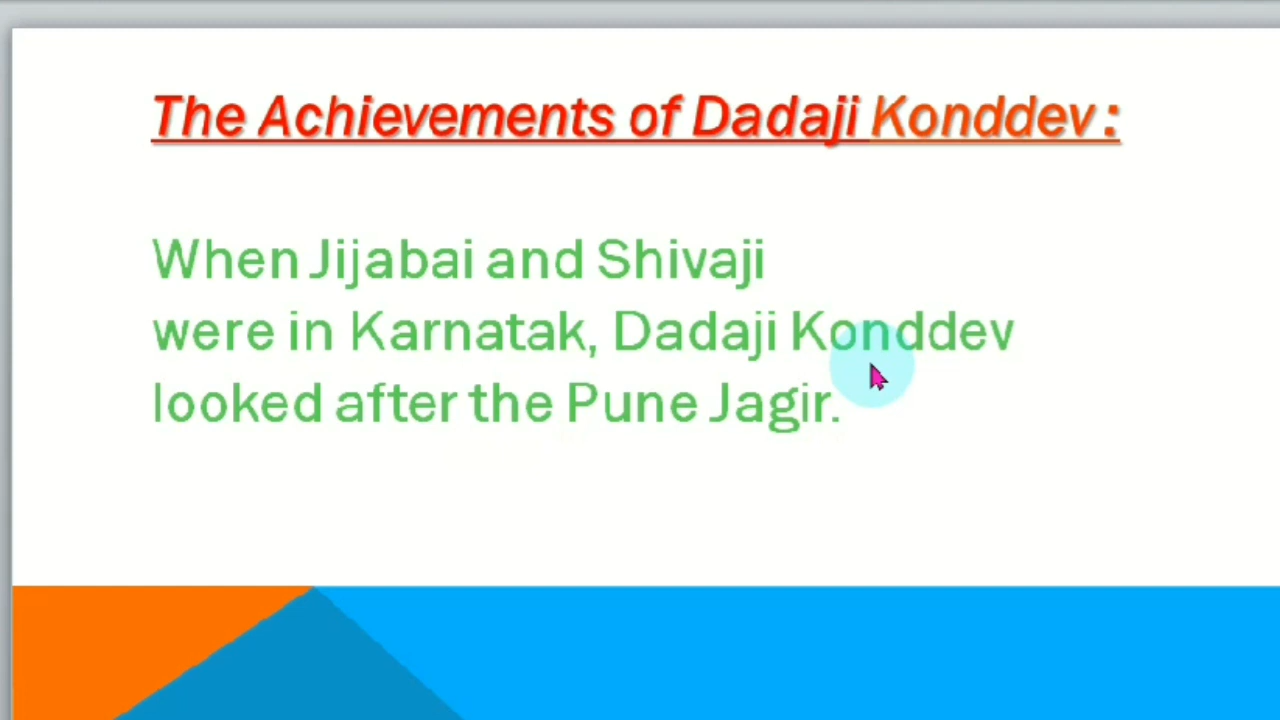 The Achievements of Dadaji Konddev :
When Jijabai and Shivaji
were in Karnatak, Dadaji Konddev
looked after the Pune Jagir.